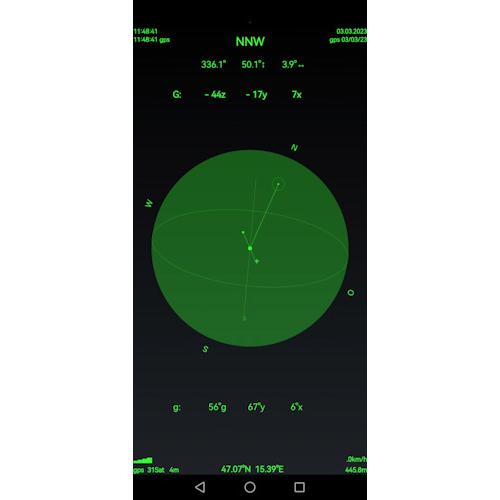 11:48:41 03.03.2023
11:48:41 gps gps 03/03/23
NNW
336.1° 50.1°↕ 3.9°↔
G: - 44z - 17y 7x
N
W
O
S
g: 56°g 67°y 6°x
.0km/h
gps 31Sat 4m 47.07°N 15.39°E 445.8m